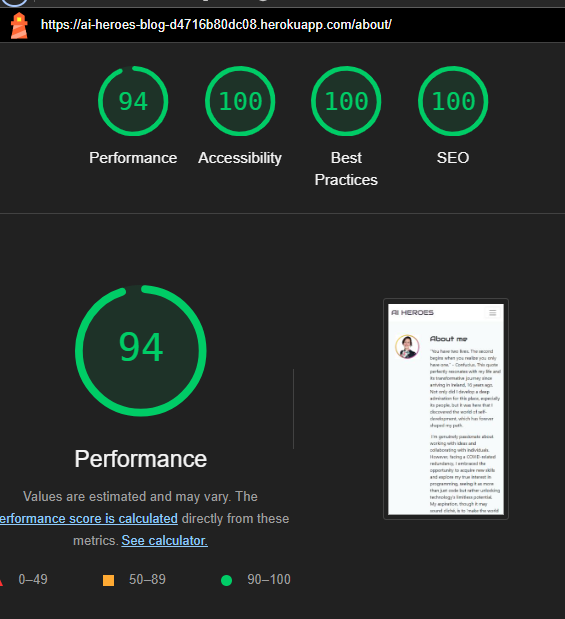 https://ai-heroes-blog-d4716b80dc08.herokuapp.com/about/
94
100
100
100
Performance
Accessibility
Best
Practices
SEO
94
Performance
Values are estimated and may vary. The
erformance score is calculated directly from these
metrics. See calculator.
0–49
50–89
90–100
AI HEROES
About me
"You have two lives. The second
begins when you realize you only
have one." - Confucius. This quote
perfectly resonates with my life and
its transformative journey since
arriving in Ireland, 10 years ago.
Not only did I develop a deep
admiration for this place, especially
its people, but it was here that I
discovered the world of self-
development, which has forever
shaped my path.
I'm genuinely passionate about
working with ideas and
collaborating with individuals.
However, facing a COVID-related
redundancy, I embraced the
opportunity to acquire new skills
and explore my true interest in
programming, seeing it as more
than just code but rather unlocking
technology's limitless potential.
My aspiration, though it may
sound cliche, is to 'make the world